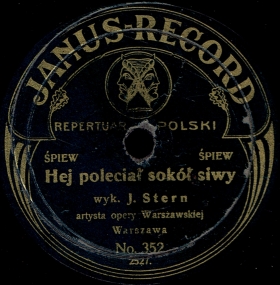 JANUS-RECORD
REPERTUAR POLSKI
ŚPIEW ŚPIEW
Hej poleciał sokół siwy
wyk. J. Stern
artysta opery Warszawskiej
Warszawa
No. 352
2527.